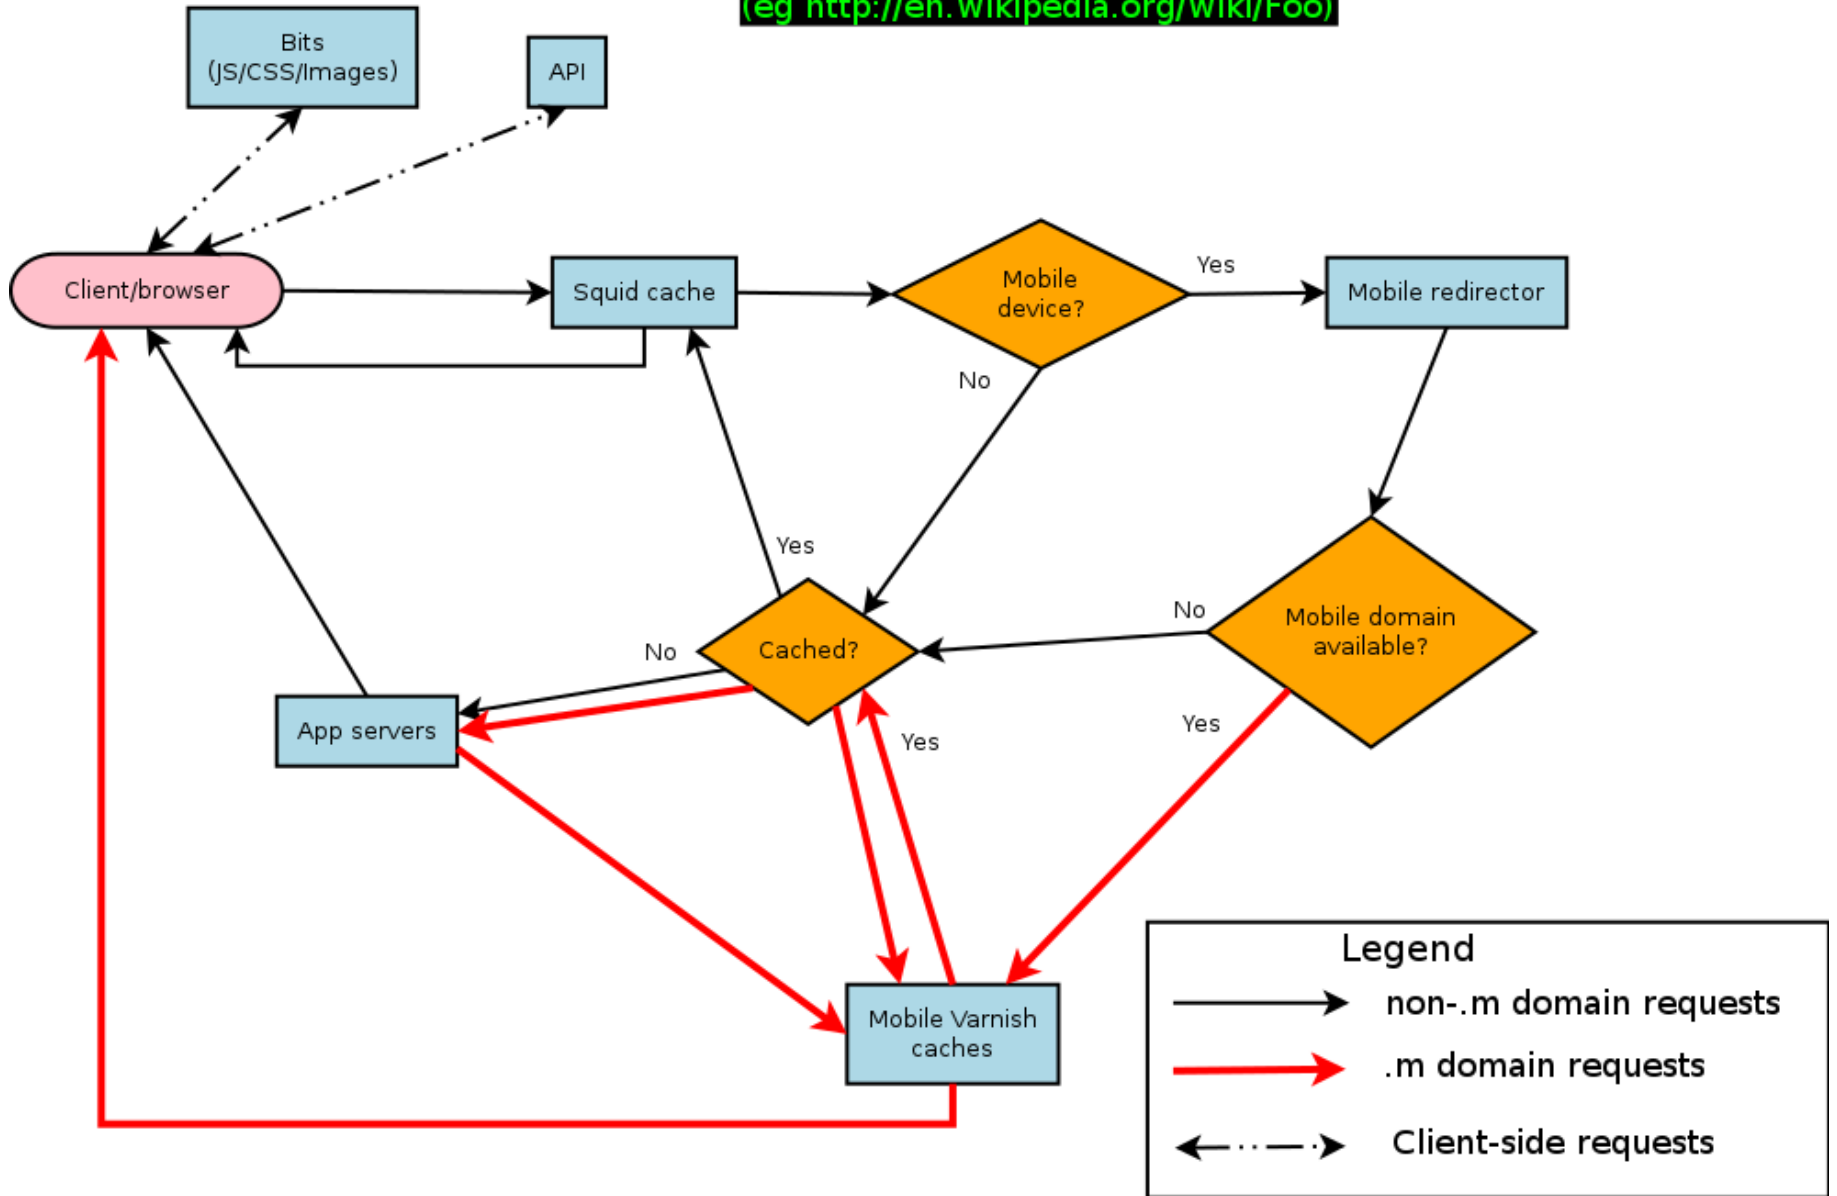 (eg http://en.wikipedia.org/wiki/Foo)
Bits
(JS/CSS/Images)
API
Client/browser
Squid cache
Mobile
device?
Yes
Mobile redirector
No
Yes
No
Cached?
No
Mobile domain
available?
App servers
Yes
Yes
Mobile Varnish
caches
Legend
non-.m domain requests
.m domain requests
Client-side requests